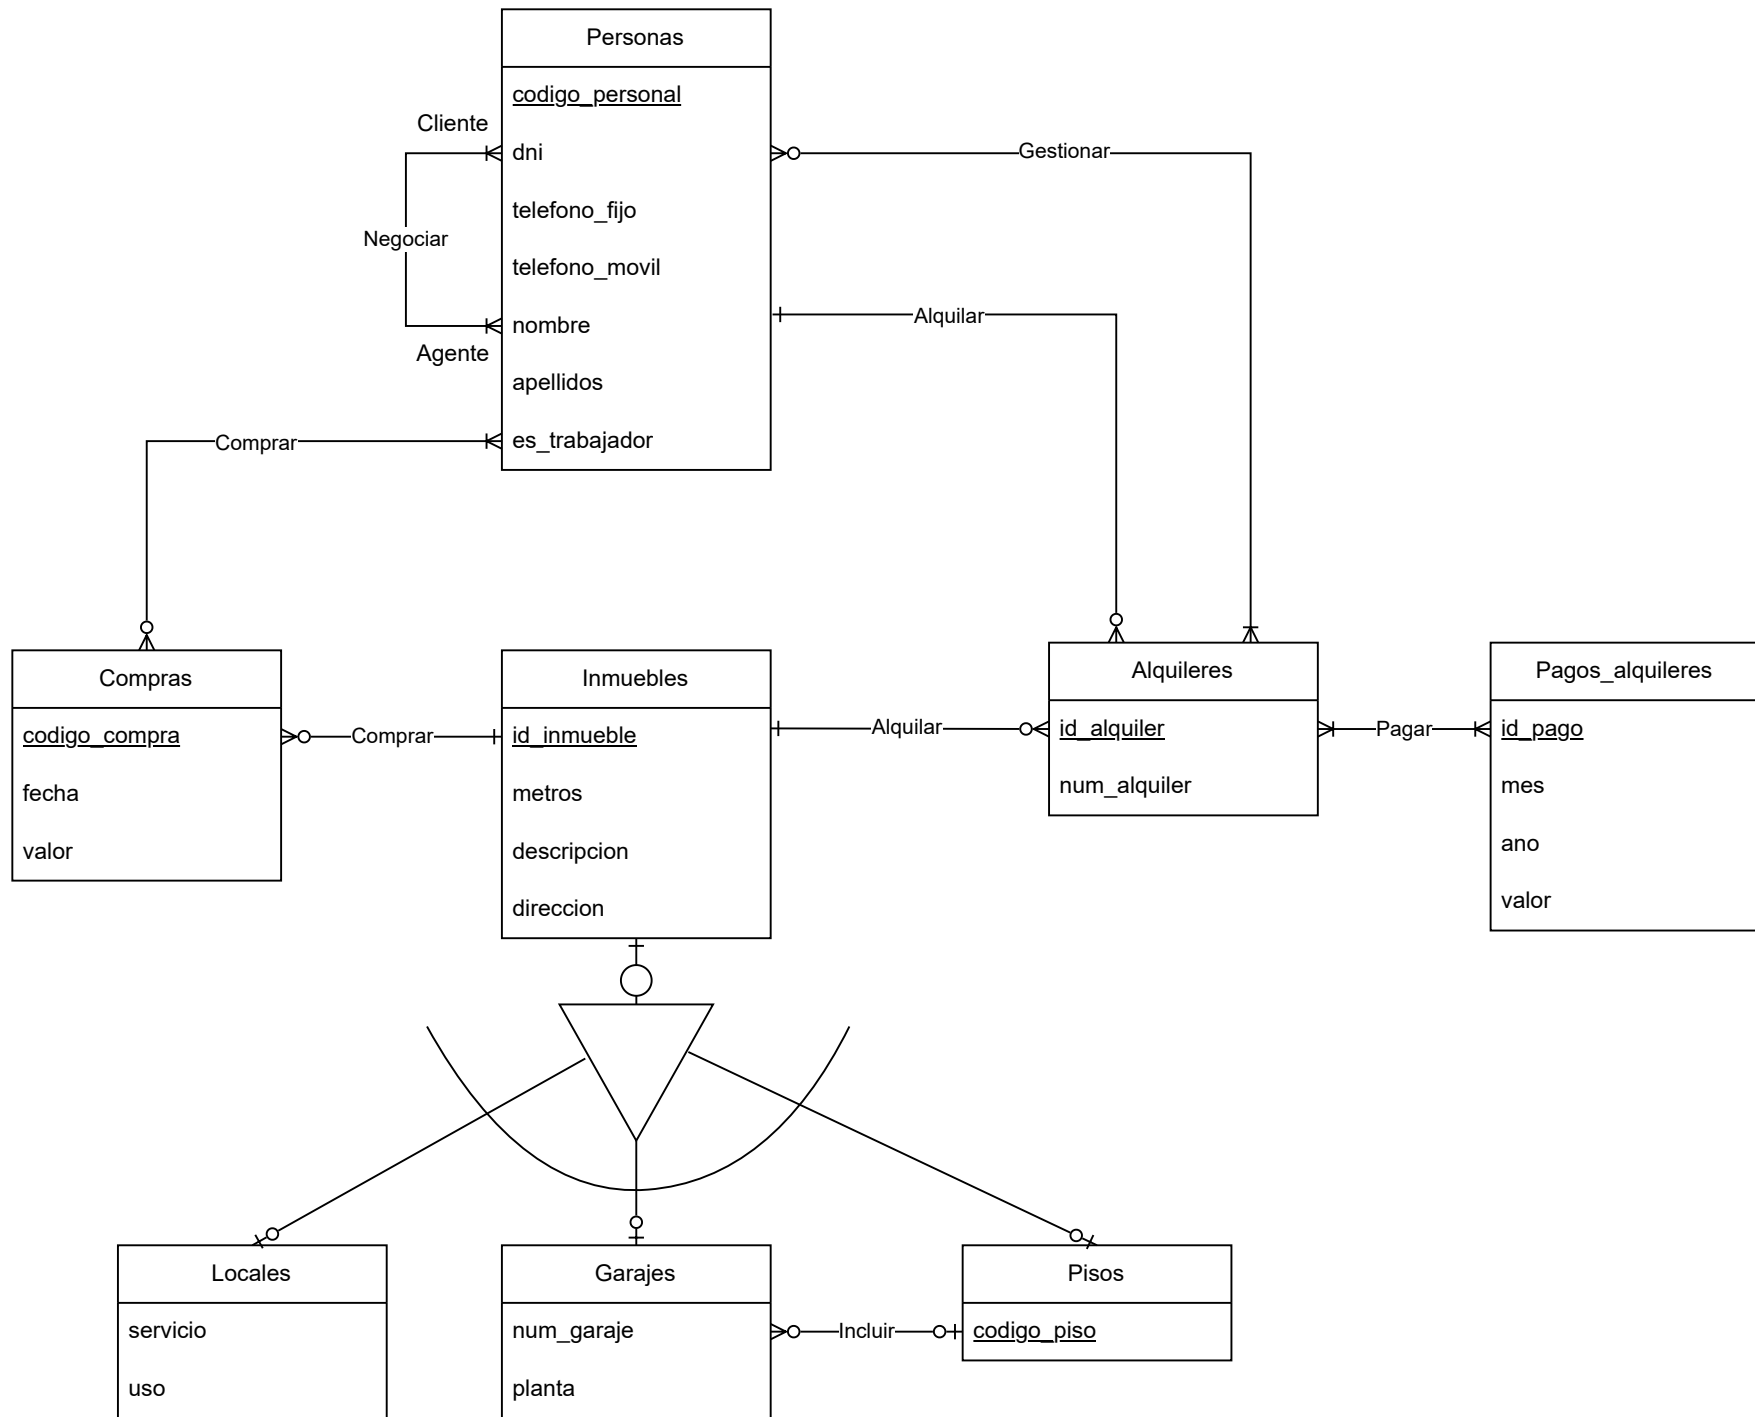 Personas
codigo_personal
Cliente
dni
Gestionar
telefono_fijo
Negociar
telefono_movil
Alquilar
nombre
Agente
apellidos
Comprar
es_trabajador
Compras
codigo_compra
fecha
valor
Comprar
Inmuebles
id_inmueble
metros
descripcion
direccion
Alquilar
Alquileres
id_alquiler
num_alquiler
Pagar
Pagos_alquileres
id_pago
mes
ano
valor
Locales
servicio
uso
Garajes
num_garaje
planta
Incluir
Pisos
codigo_piso